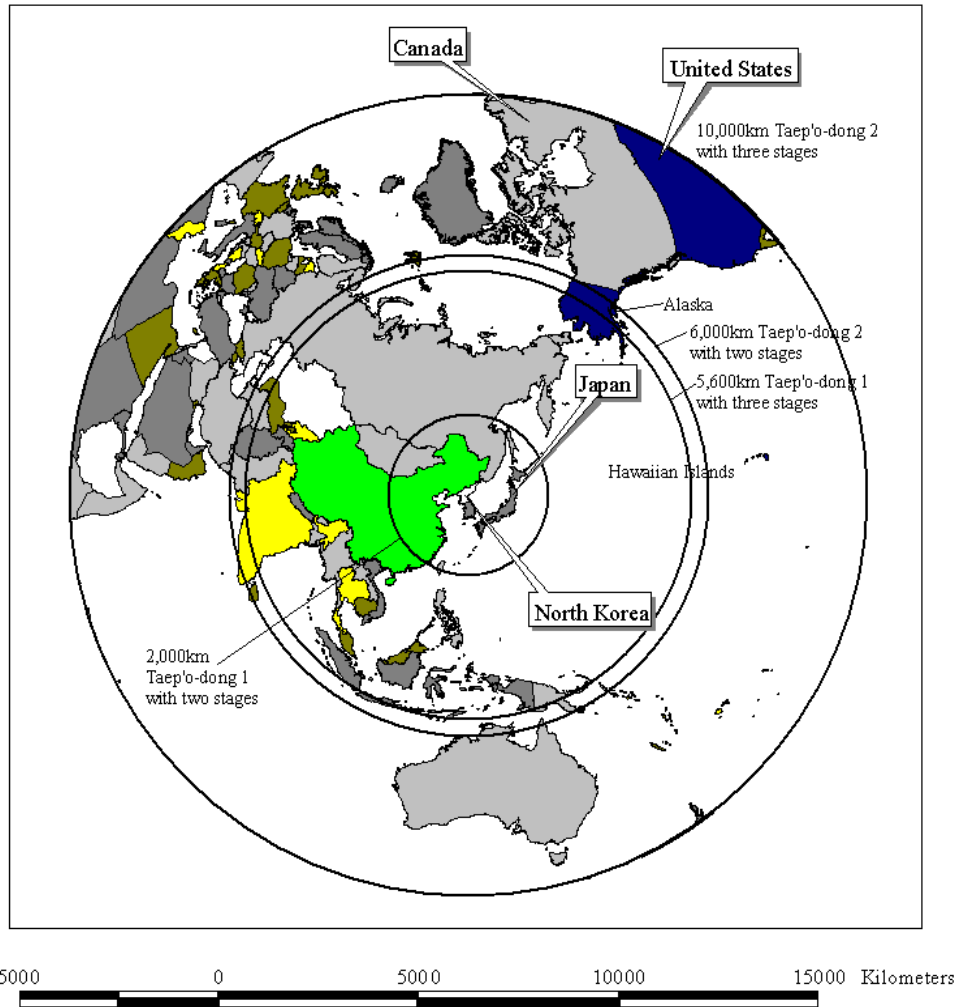 Canada
United States
10,000km Taep'o-dong 2
with three stages
Alaska
6,000km Taep'o-dong 2
with two stages
Japan
5,600km Taep'o-dong 1
with three stages
Hawaiian Islands
North Korea
2,000km
Taep'o-dong 1
with two stages
5000 0 5000 10000 15000 Kilometers